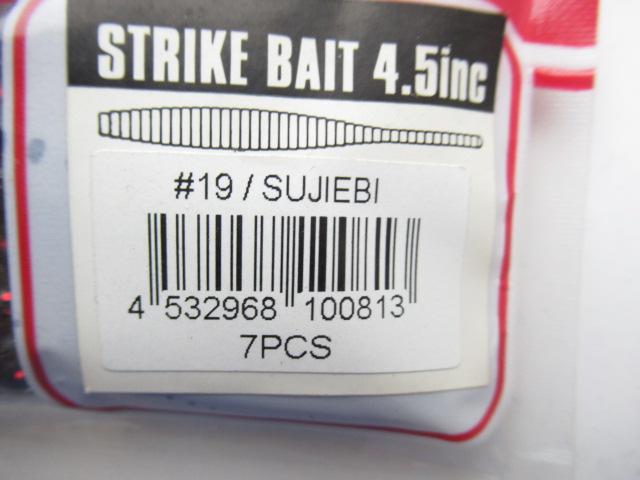 STRIKE BAIT 4.5inc
#19 / SUJIEBI
4 532968 100813
7PCS